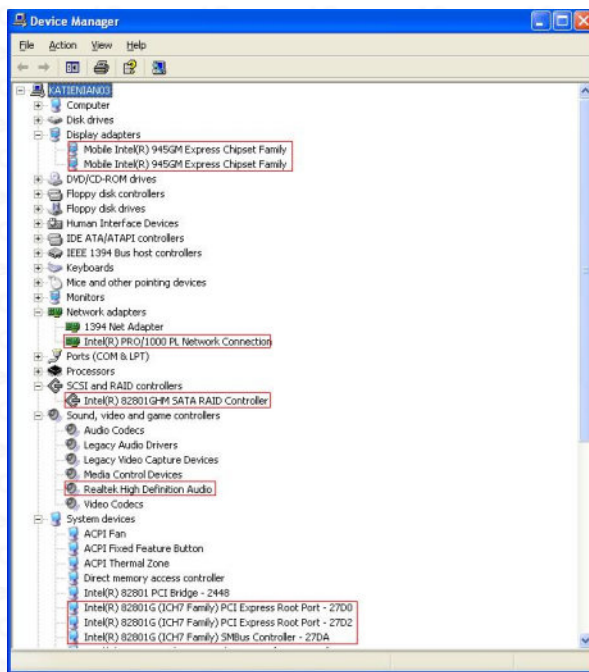 Device Manager
File Action View Help
KATIENIAN03
Computer
Disk drives
Display adapters
Mobile Intel(R) 945GM Express Chipset Family
Mobile Intel(R) 945GM Express Chipset Family
DVD/CD-ROM drives
Floppy disk controllers
Floppy disk drives
Human Interface Devices
IDE ATA/ATAPI controllers
IEEE 1394 Bus host controllers
Keyboards
Mice and other pointing devices
Monitors
Network adapters
1394 Net Adapter
Intel(R) PRO/1000 PL Network Connection
Ports (COM & LPT)
Processors
SCSI and RAID controllers
Intel(R) 82801GHM SATA RAID Controller
Sound, video and game controllers
Audio Codecs
Legacy Audio Drivers
Legacy Video Capture Devices
Media Control Devices
Realtek High Definition Audio
Video Codecs
System devices
ACPI Fan
ACPI Fixed Feature Button
ACPI Thermal Zone
Direct memory access controller
Intel(R) 82801 PCI Bridge - 2448
Intel(R) 82801G (ICH7 Family) PCI Express Root Port - 27D0
Intel(R) 82801G (ICH7 Family) PCI Express Root Port - 27D2
Intel(R) 82801G (ICH7 Family) SMBus Controller - 27DA